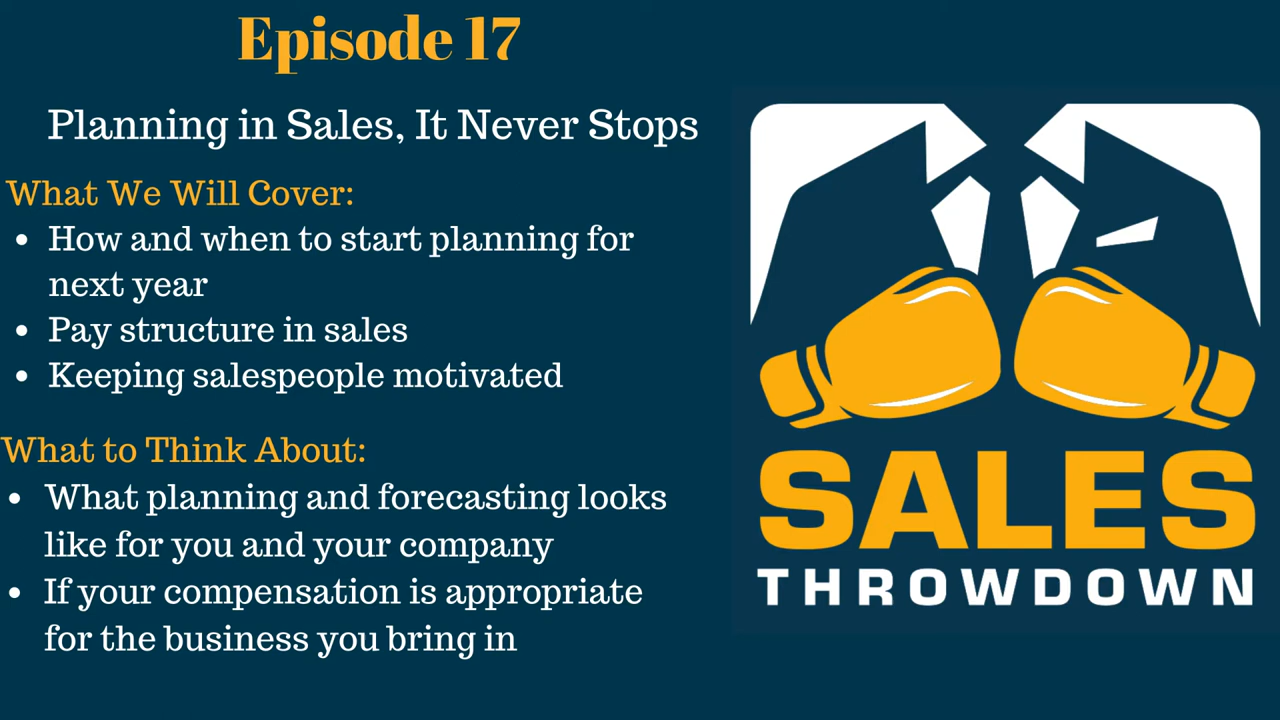 Episode 17
Planning in Sales, It Never Stops
What We Will Cover:
• How and when to start planning for
next year
• Pay structure in sales
• Keeping salespeople motivated
What to Think About:
• What planning and forecasting looks
like for you and your company
• If your compensation is appropriate
for the business you bring in
SALES
THROWDOWN